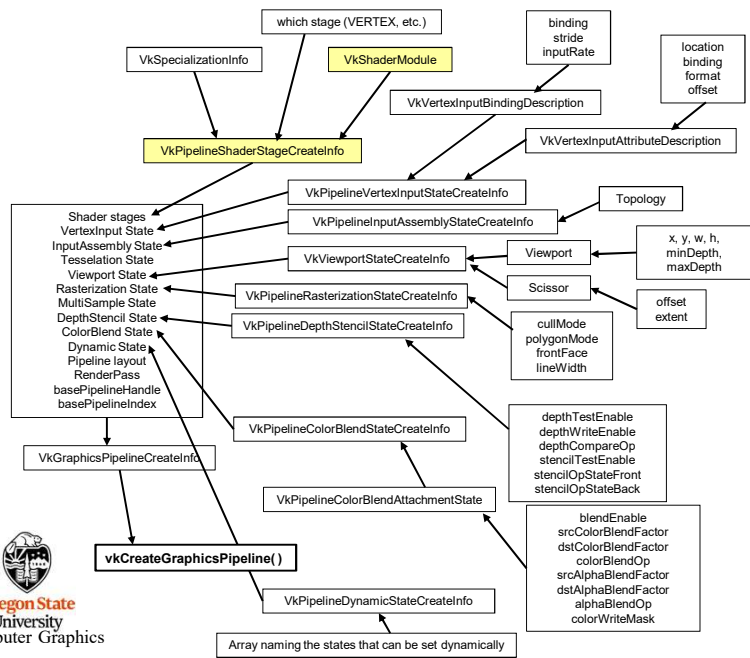 which stage (VERTEX, etc.)
binding
stride
inputRate
location
binding
format
offset
VkSpecializationInfo
VkShaderModule
VkVertexInputBindingDescription
VkVertexInputAttributeDescription
VkPipelineShaderStageCreateInfo
VkPipelineVertexInputStateCreateInfo
Topology
VkPipelineInputAssemblyStateCreateInfo
Shader stages
VertexInput State
InputAssembly State
Tesselation State
Viewport State
Rasterization State
MultiSample State
DepthStencil State
ColorBlend State
Dynamic State
Pipeline layout
RenderPass
basePipelineHandle
basePipelineIndex
VkViewportStateCreateInfo
Viewport
x, y, w, h,
minDepth,
maxDepth
Scissor
offset
extent
VkPipelineRasterizationStateCreateInfo
cullMode
polygonMode
frontFace
lineWidth
VkPipelineDepthStencilStateCreateInfo
depthTestEnable
depthWriteEnable
depthCompareOp
stencilTestEnable
stencilOpStateFront
stencilOpStateBack
VkPipelineColorBlendStateCreateInfo
VkGraphicsPipelineCreateInfo
VkPipelineColorBlendAttachmentState
blendEnable
srcColorBlendFactor
dstColorBlendFactor
colorBlendOp
srcAlphaBlendFactor
dstAlphaBlendFactor
alphaBlendOp
colorWriteMask
vkCreateGraphicsPipeline( )
VkPipelineDynamicStateCreateInfo
Array naming the states that can be set dynamically
egon State
University
puter Graphics